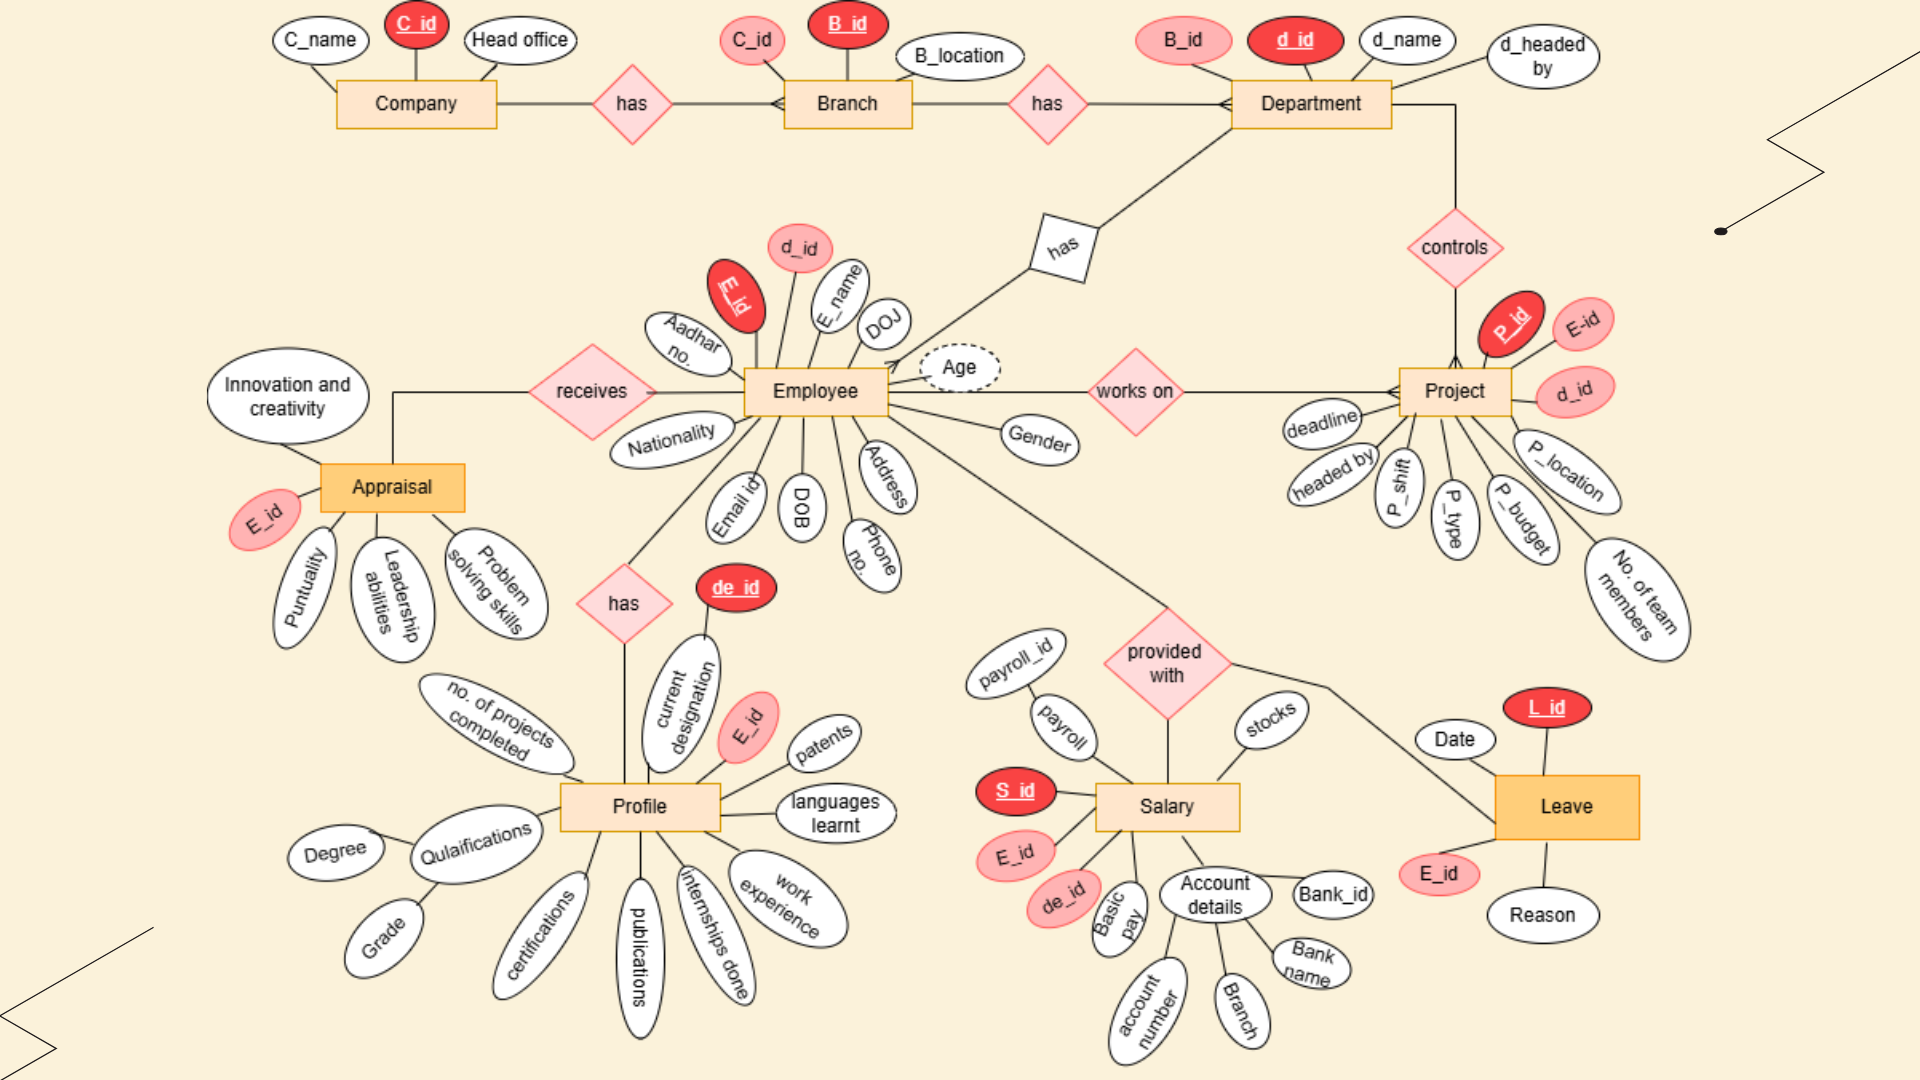 C_name
C_id
Head office
C_id
B_id
B_location
B_id
d_id
d_name
d_headed
by
Company
has
Branch
has
Department
has
controls
d_id
E_id
E_name
DOJ
Aadhar
no.
Age
P_id
E-id
d_id
Innovation and
creativity
receives
Employee
works on
Project
Nationality
Gender
deadline
headed by
P_shift
P_type
P_budget
P_location
No. of team
members
Appraisal
E_id
Puntuality
Leadership
abilities
Problem
solving skills
Email id
DOB
Phone
no.
Address
has
de_id
current
designation
E_id
no. of projects
completed
patents
languages
learnt
Profile
Qulaifications
Degree
Grade
certifications
publications
internships done
work
experience
provided
with
payroll_id
payroll
stocks
S_id
Salary
E_id
de_id
Basic
pay
Account
details
Bank_id
Bank
name
Branch
account
number
L_id
Date
Leave
E_id
Reason